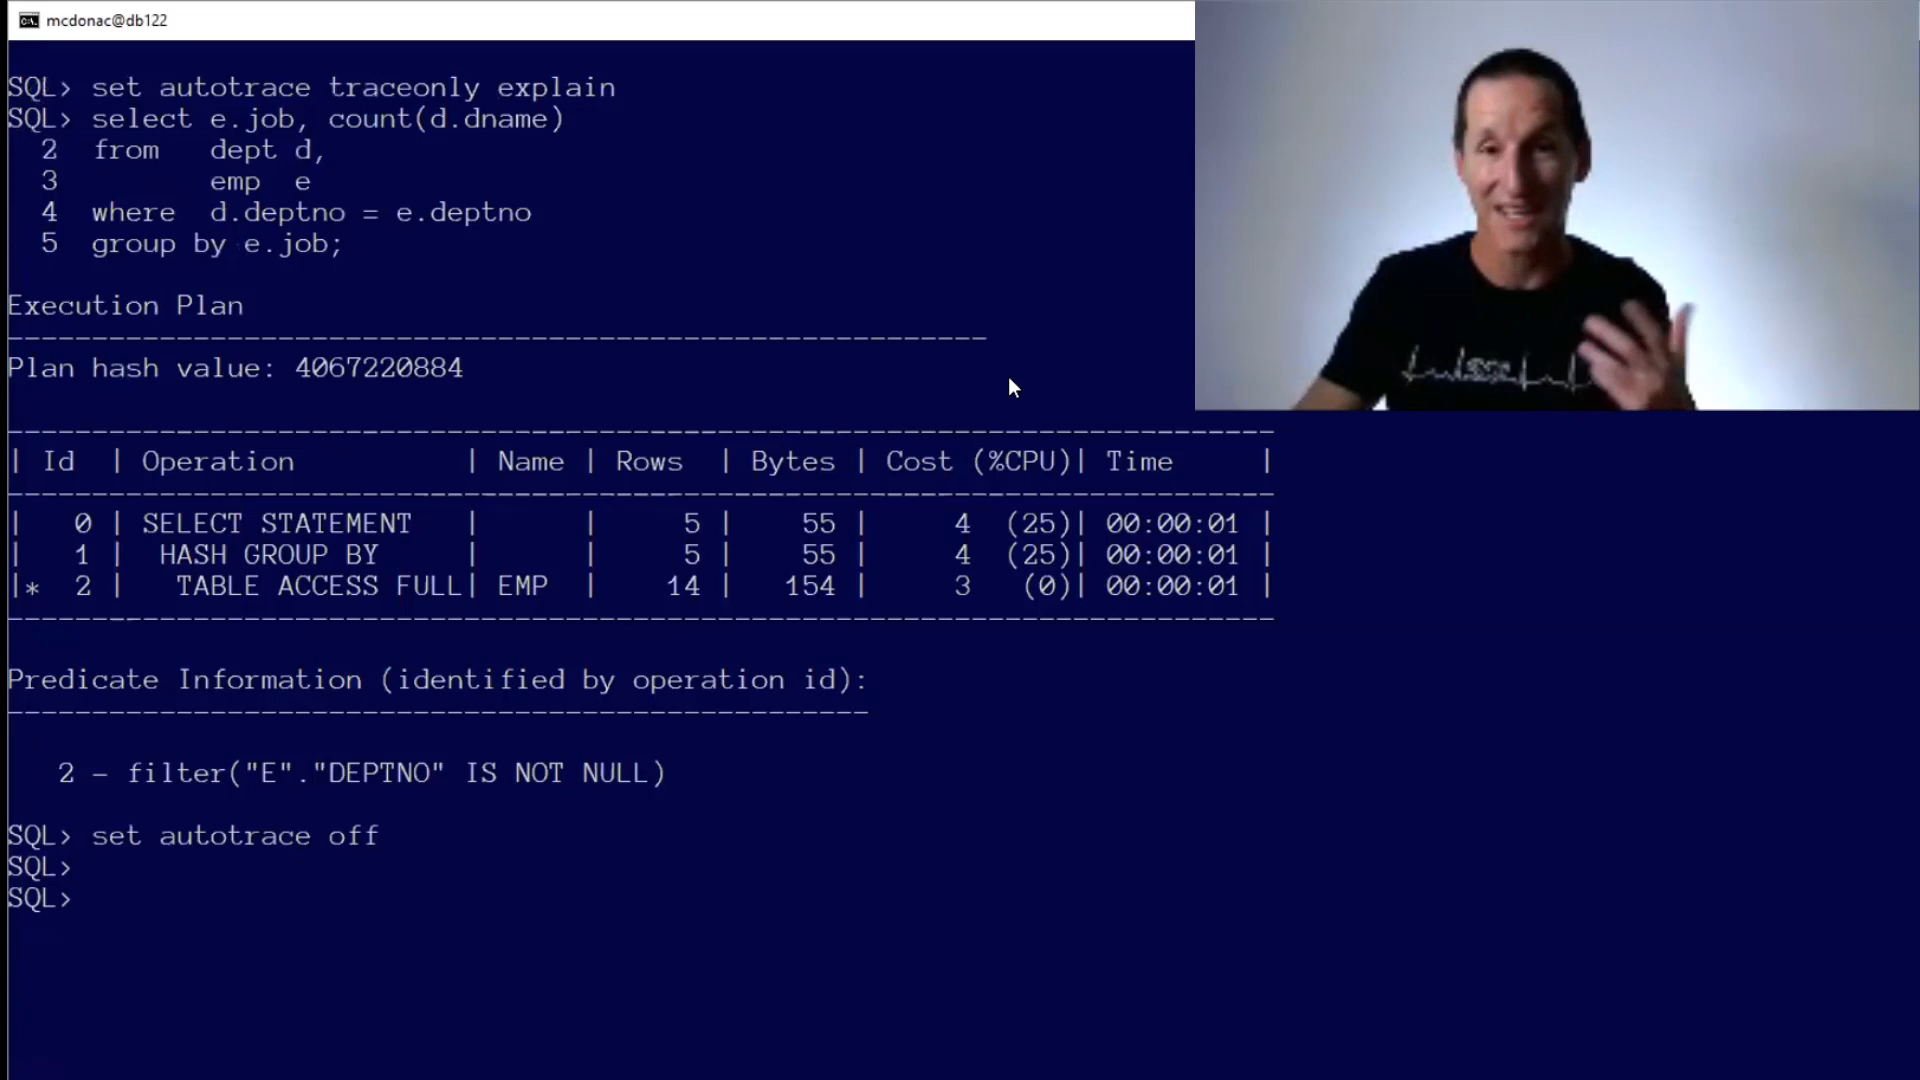 mcdonac@db122
SQL> set autotrace traceonly explain
SQL> select e.job, count(d.dname)
  2  from   dept d,
  3         emp  e
  4  where  d.deptno = e.deptno
  5  group by e.job;
Execution Plan
----------------------------------------------------------
Plan hash value: 4067220884
---------------------------------------------------------------------------
| Id  | Operation          | Name | Rows  | Bytes | Cost (%CPU)| Time     |
---------------------------------------------------------------------------
|   0 | SELECT STATEMENT   |      |     5 |    55 |     4  (25)| 00:00:01 |
|   1 |  HASH GROUP BY     |      |     5 |    55 |     4  (25)| 00:00:01 |
|*  2 |   TABLE ACCESS FULL| EMP  |    14 |   154 |     3   (0)| 00:00:01 |
---------------------------------------------------------------------------
Predicate Information (identified by operation id):
---------------------------------------------------
   2 - filter("E"."DEPTNO" IS NOT NULL)
SQL> set autotrace off
SQL>
SQL>